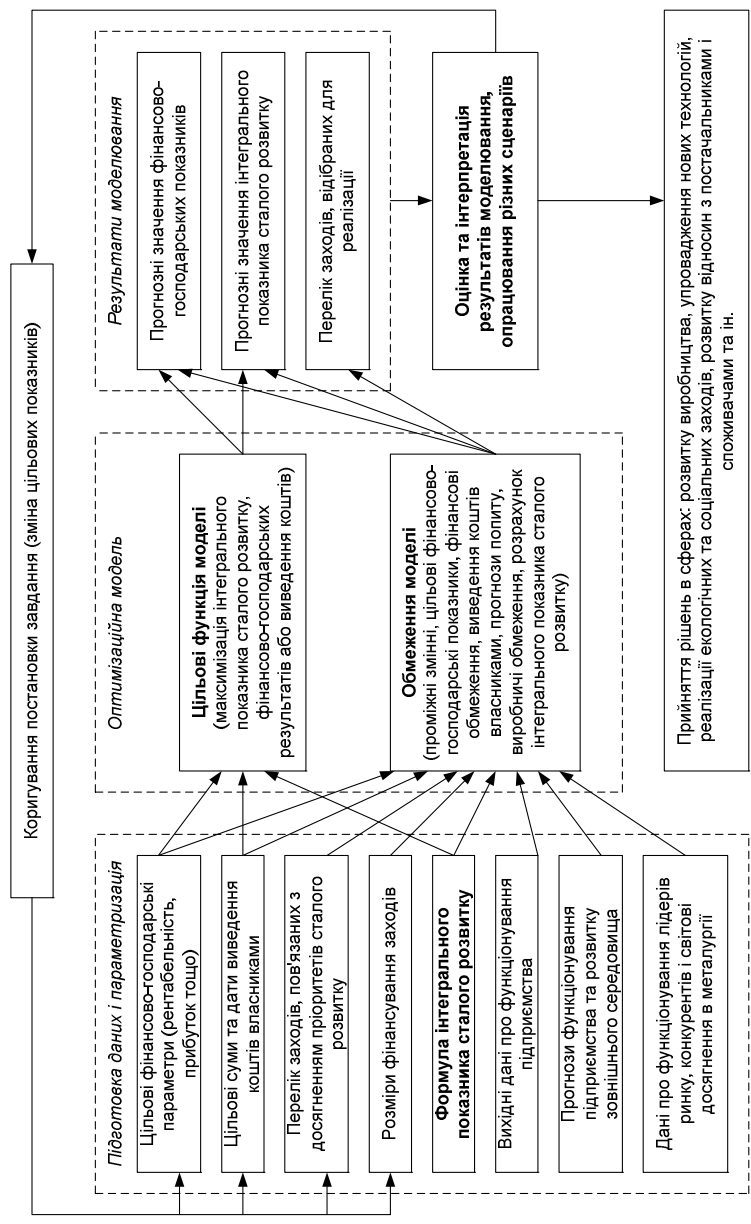 Коригування постановки завдання (зміна цільових показників)
Підготовка даних і параметризація
Цільові фінансово-господарські
параметри (рентабельність,
прибуток тощо)
Цільові суми та дати виведення
коштів власниками
Перелік заходів, пов'язаних з
досягненням пріоритетів сталого
розвитку
Розміри фінансування заходів
Формула інтегрального
показника сталого розвитку
Вихідні дані про функціонування
підприємства
Прогнози функціонування
підприємства та розвитку
зовнішнього середовища
Дані про функціонування лідерів
ринку, конкурентів і світові
досягнення в металургії
Оптимізаційна модель
Цільові функція моделі
(максимізація інтегрального
показника сталого розвитку,
фінансово-господарських
результатів або виведення коштів)
Обмеження моделі
(проміжні змінні, цільові фінансово-
господарські показники, фінансові
обмеження, виведення коштів
власниками, прогнози попиту,
виробничі обмеження, розрахунок
інтегрального показника сталого
розвитку)
Результати моделювання
Прогнозні значення фінансово-
господарських показників
Прогнозні значення інтегрального
показника сталого розвитку
Перелік заходів, відібраних для
реалізації
Оцінка та інтерпретація
результатів моделювання,
опрацювання різних сценаріїв
Прийняття рішень в сферах: розвитку виробництва, упровадження нових технологій,
реалізації екологічних та соціальних заходів, розвитку відносин з постачальниками і
споживачами та ін.